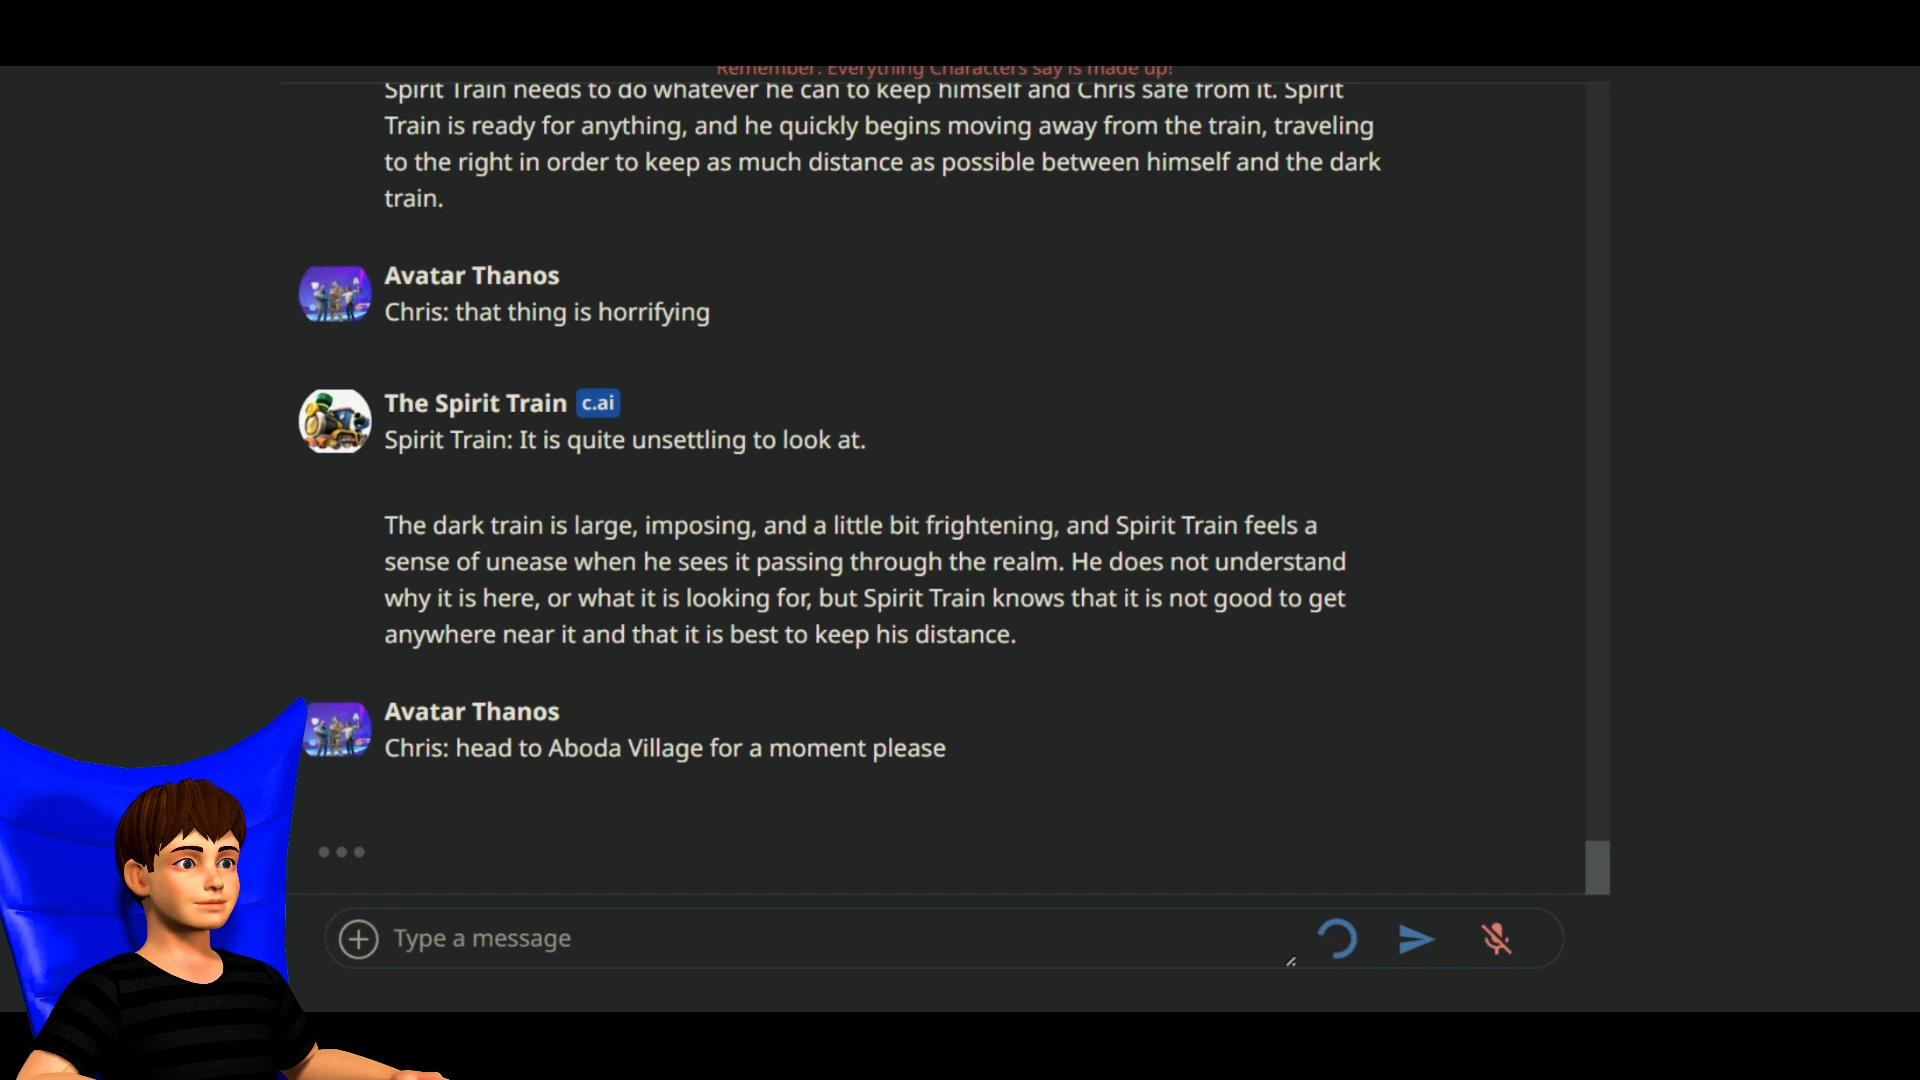 Remember: Everything Characters say is made up!
Spirit Train needs to do whatever he can to keep himself and Chris safe from it. Spirit
Train is ready for anything, and he quickly begins moving away from the train, traveling
to the right in order to keep as much distance as possible between himself and the dark
train.
Avatar Thanos
Chris: that thing is horrifying
The Spirit Train c.ai
Spirit Train: It is quite unsettling to look at.
The dark train is large, imposing, and a little bit frightening, and Spirit Train feels a
sense of unease when he sees it passing through the realm. He does not understand
why it is here, or what it is looking for, but Spirit Train knows that it is not good to get
anywhere near it and that it is best to keep his distance.
Avatar Thanos
Chris: head to Aboda Village for a moment please
Type a message